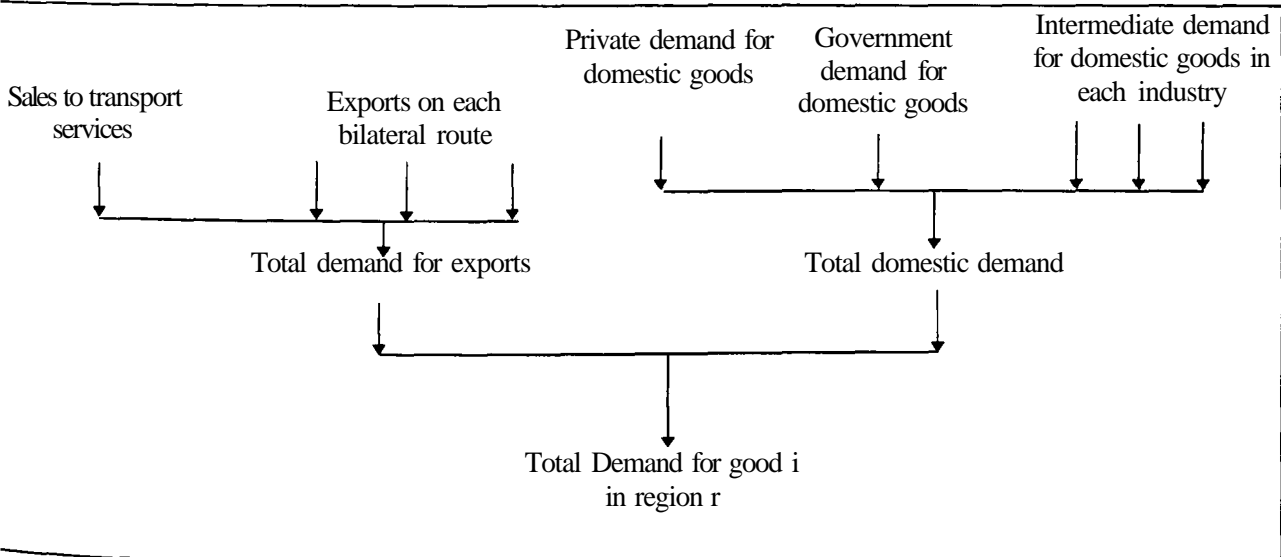 Sales to transport
services
Exports on each
bilateral route
Private demand for
domestic goods
Government
demand for
domestic goods
Intermediate demand
for domestic goods in
each industry
Total demand for exports
Total domestic demand
Total Demand for good i
in region r